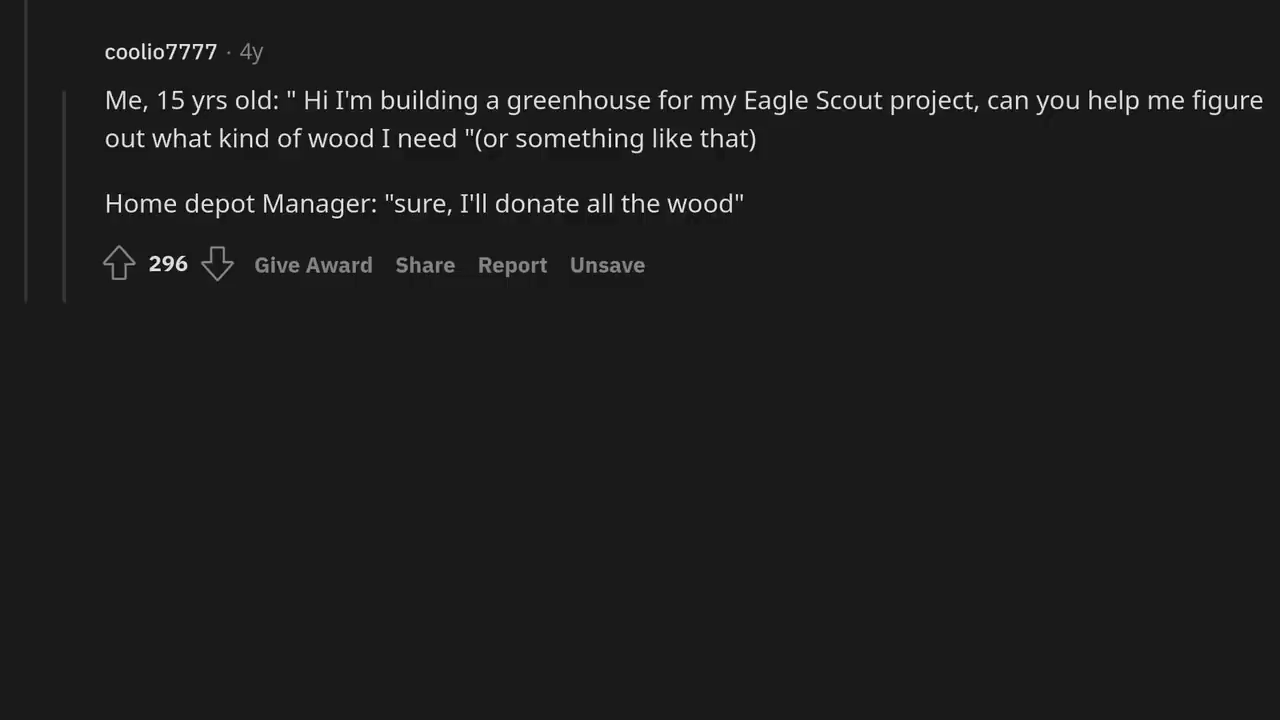 coolio7777 · 4y
Me, 15 yrs old: " Hi I'm building a greenhouse for my Eagle Scout project, can you help me figure
out what kind of wood I need "(or something like that)
Home depot Manager: "sure, I'll donate all the wood"
296 Give Award Share Report Unsave